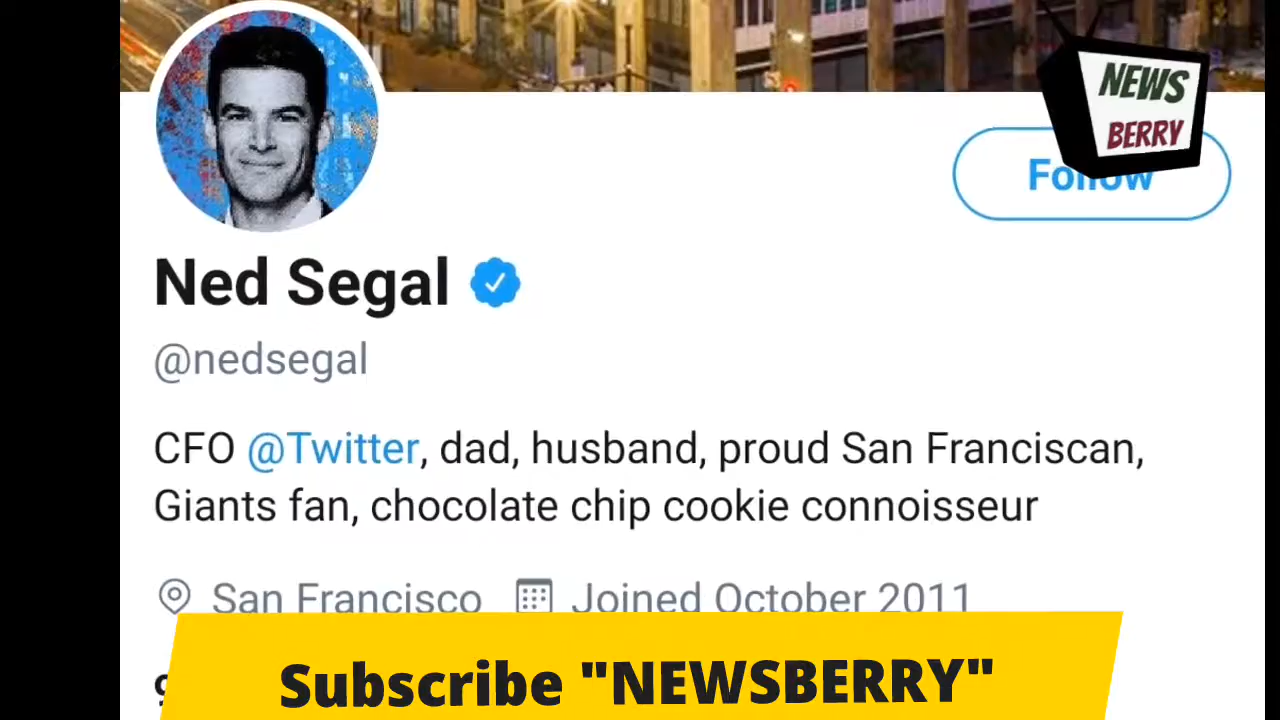 NEWS
BERRY
Follow
Ned Segal
@nedsegal
CFO @Twitter, dad, husband, proud San Franciscan,
Giants fan, chocolate chip cookie connoisseur
San Francisco Joined October 2011
Subscribe "NEWSBERRY"